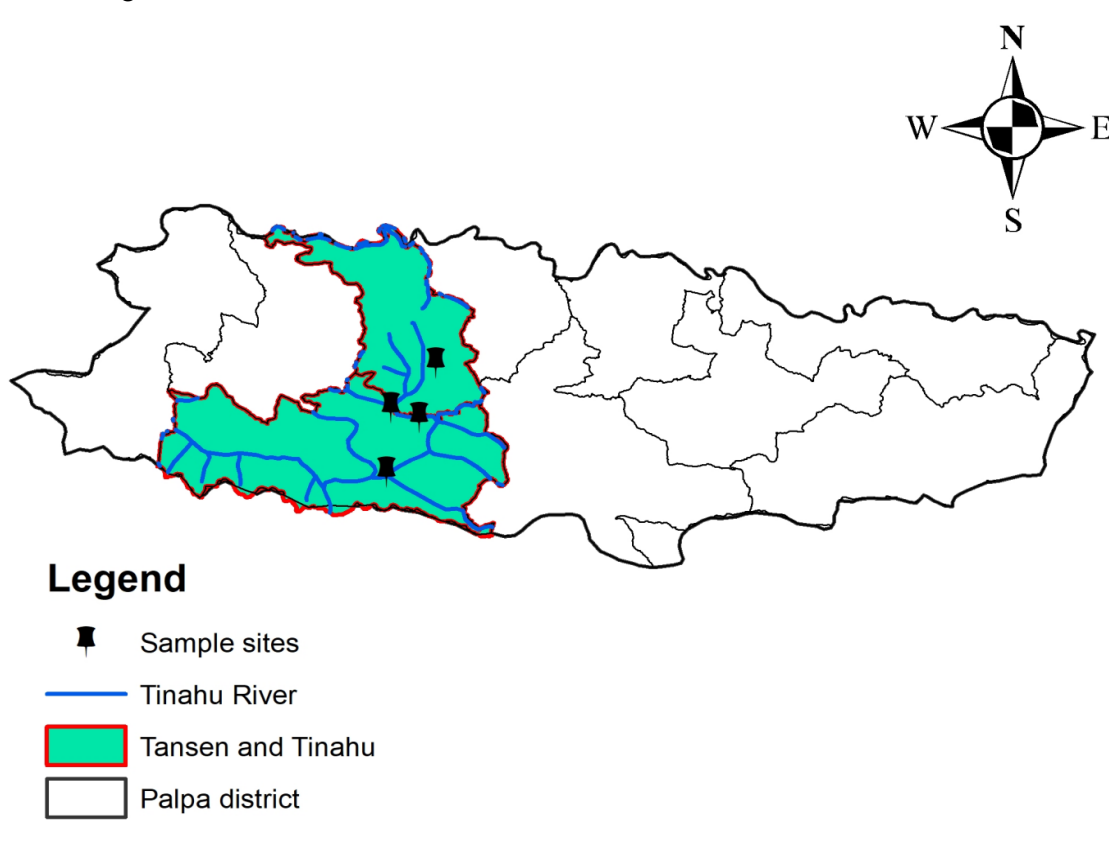 N
W E
S
Legend
Sample sites
Tinahu River
Tansen and Tinahu
Palpa district